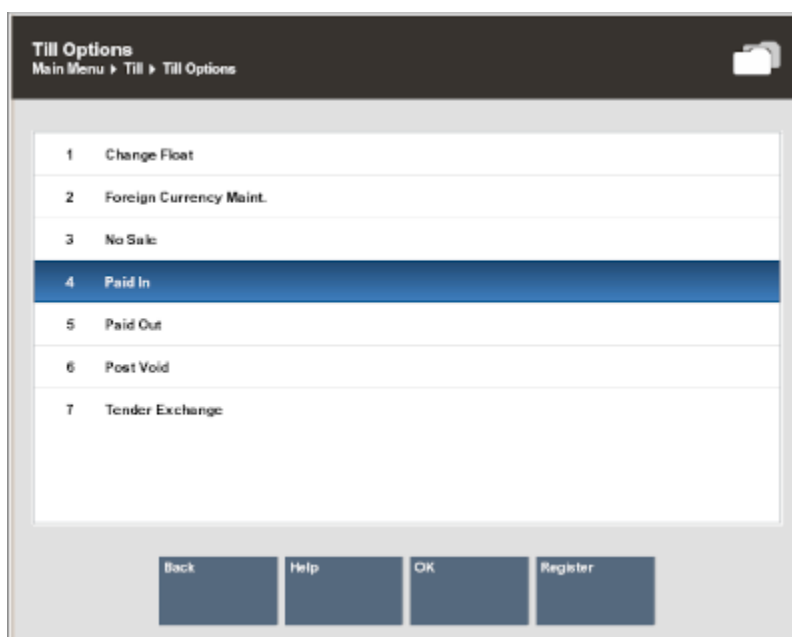 Till Options
Main Menu ▸ Till ▸ Till Options
1 Change Float
2 Foreign Currency Maint.
3 No Sale
4 Paid In
5 Paid Out
6 Post Void
7 Tender Exchange
Back Help OK Register